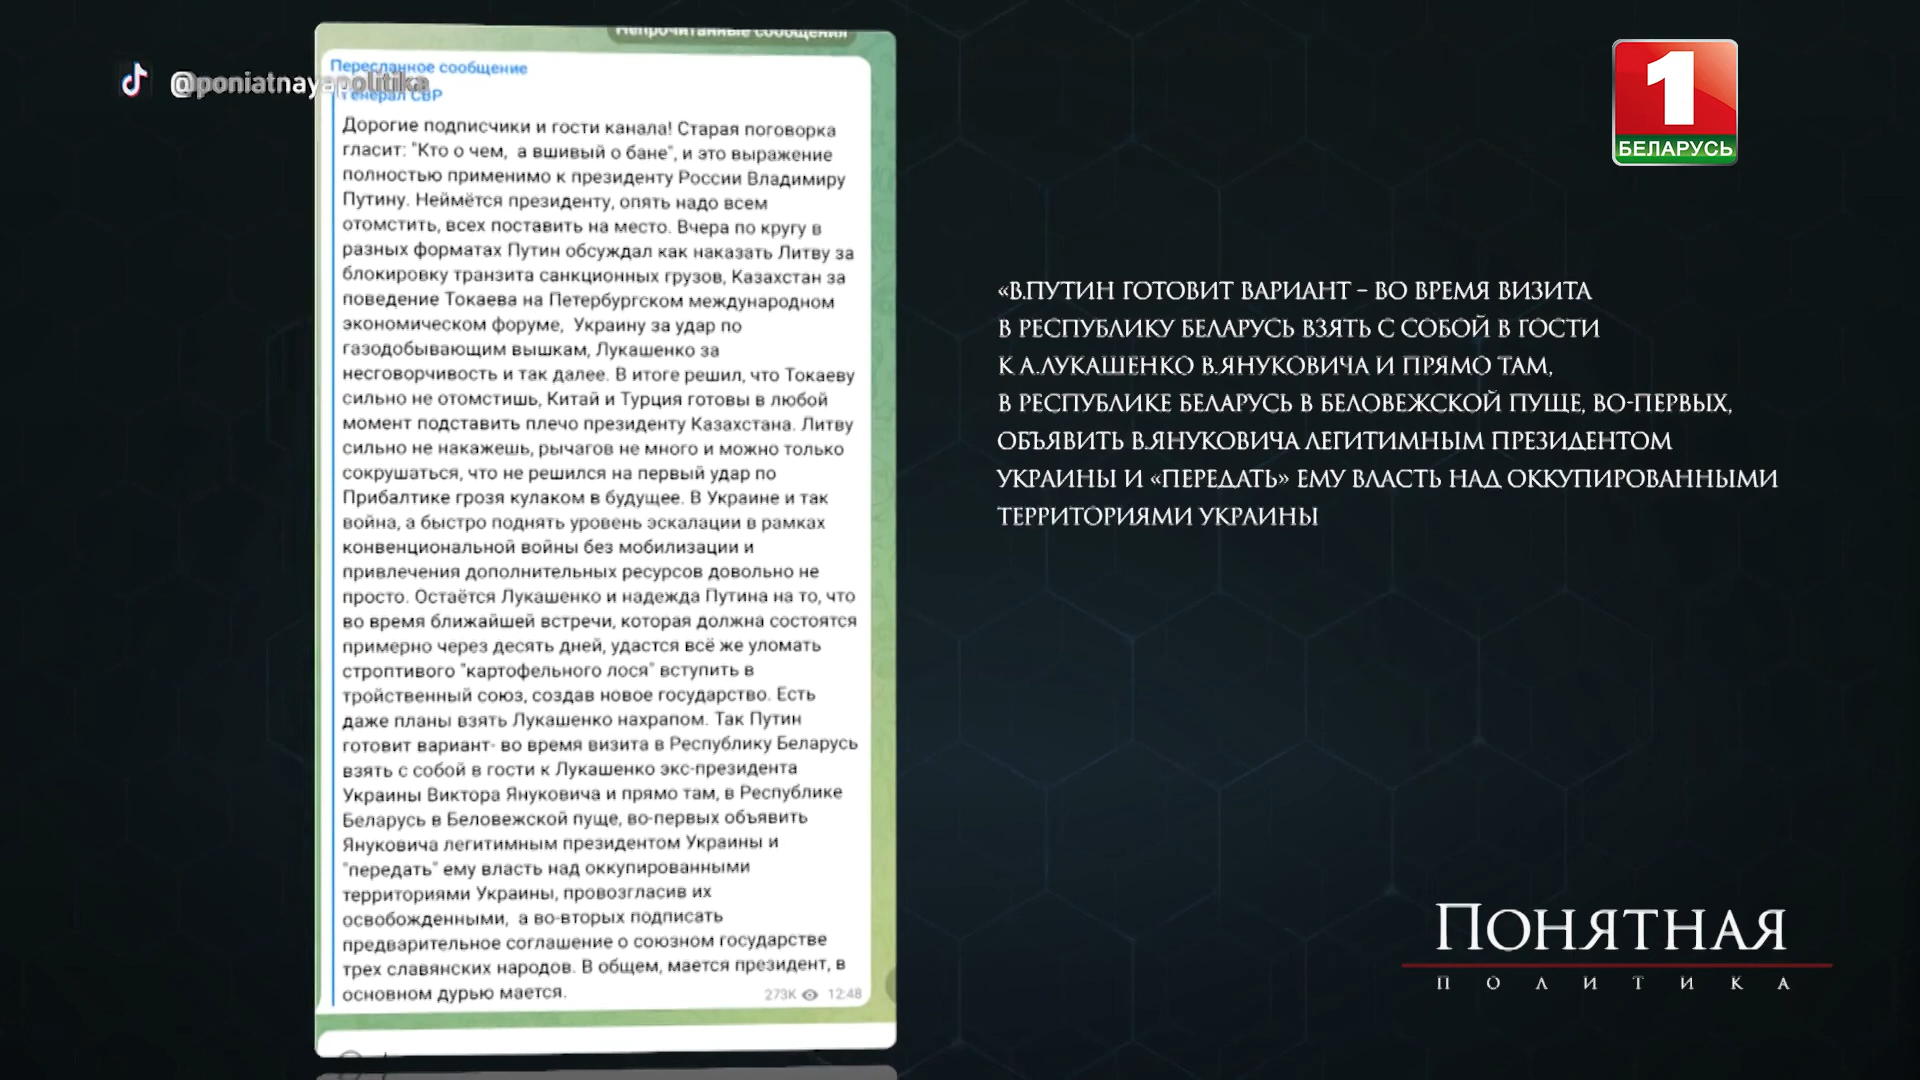 Непрочитанные сообщения
@poniatnayapolitika
Пересланное сообщение
Генерал СВР
Дорогие подписчики и гости канала! Старая поговорка
гласит: "Кто о чем, а вшивый о бане", и это выражение
полностью применимо к президенту России Владимиру
Путину. Неймётся президенту, опять надо всем
отомстить, всех поставить на место. Вчера по кругу в
разных форматах Путин обсуждал как наказать Литву за
блокировку транзита санкционных грузов, Казахстан за
поведение Токаева на Петербургском международном
экономическом форуме, Украину за удар по
газодобывающим вышкам, Лукашенко за
несговорчивость и так далее. В итоге решил, что Токаеву
сильно не отомстишь, Китай и Турция готовы в любой
момент подставить плечо президенту Казахстана. Литву
сильно не накажешь, рычагов не много и можно только
сокрушаться, что не решился на первый удар по
Прибалтике грозя кулаком в будущее. В Украине и так
война, а быстро поднять уровень эскалации в рамках
конвенциональной войны без мобилизации и
привлечения дополнительных ресурсов довольно не
просто. Остаётся Лукашенко и надежда Путина на то, что
во время ближайшей встречи, которая должна состоятся
примерно через десять дней, удастся всё же уломать
строптивого "картофельного лося" вступить в
тройственный союз, создав новое государство. Есть
даже планы взять Лукашенко нахрапом. Так Путин
готовит вариант- во время визита в Республику Беларусь
взять с собой в гости к Лукашенко экс-президента
Украины Виктора Януковича и прямо там, в Республике
Беларусь в Беловежской пуще, во-первых объявить
Януковича легитимным президентом Украины и
"передать" ему власть над оккупированными
территориями Украины, провозгласив их
освобожденными, а во-вторых подписать
предварительное соглашение о союзном государстве
трех славянских народов. В общем, мается президент, в
основном дурью мается.
273K 12:48
1
БЕЛАРУСЬ
«В.ПУТИН ГОТОВИТ ВАРИАНТ – ВО ВРЕМЯ ВИЗИТА
В РЕСПУБЛИКУ БЕЛАРУСЬ ВЗЯТЬ С СОБОЙ В ГОСТИ
К А.ЛУКАШЕНКО В.ЯНУКОВИЧА И ПРЯМО ТАМ,
В РЕСПУБЛИКЕ БЕЛАРУСЬ В БЕЛОВЕЖСКОЙ ПУЩЕ, ВО-ПЕРВЫХ,
ОБЪЯВИТЬ В.ЯНУКОВИЧА ЛЕГИТИМНЫМ ПРЕЗИДЕНТОМ
УКРАИНЫ И «ПЕРЕДАТЬ» ЕМУ ВЛАСТЬ НАД ОККУПИРОВАННЫМИ
ТЕРРИТОРИЯМИ УКРАИНЫ
ПОНЯТНАЯ
ПОЛИТИКА